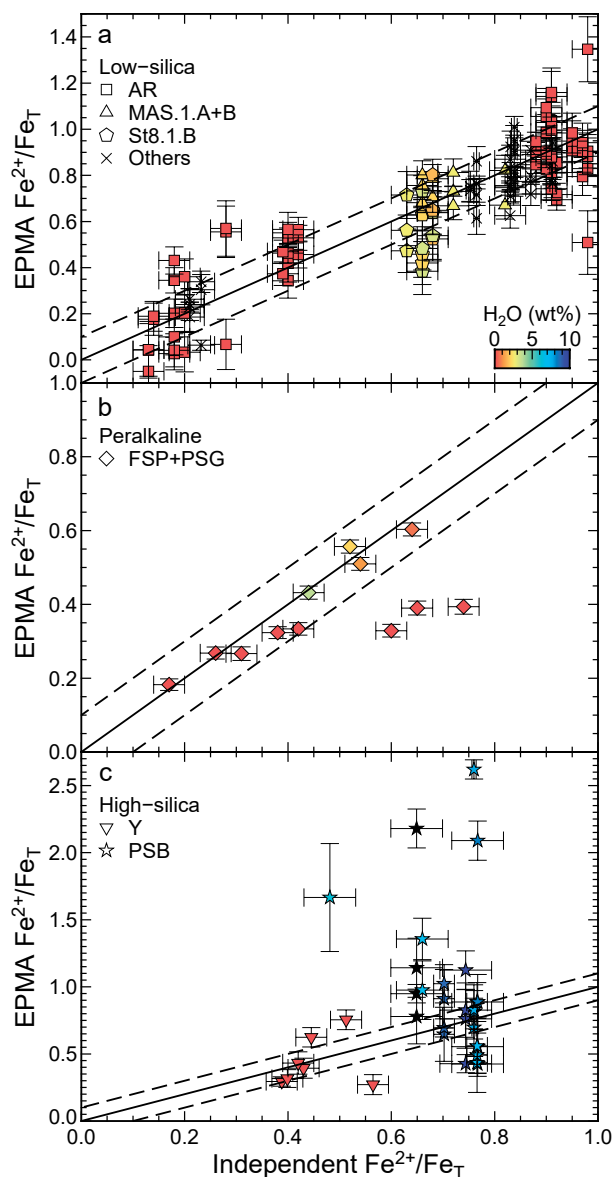 a
Low−silica
AR
MAS.1.A+B
St8.1.B
Others
EPMA Fe2+/FeT
1.4
1.2
1.0
0.8
0.6
0.4
0.2
0.0
H2O (wt%)
0 5 10
b
Peralkaline
FSP+PSG
EPMA Fe2+/FeT
1.0
0.8
0.6
0.4
0.2
0.0
c
High−silica
Y
PSB
EPMA Fe2+/FeT
2.5
2.0
1.5
1.0
0.5
0.0
0.0 0.2 0.4 0.6 0.8 1.0
Independent Fe2+/FeT